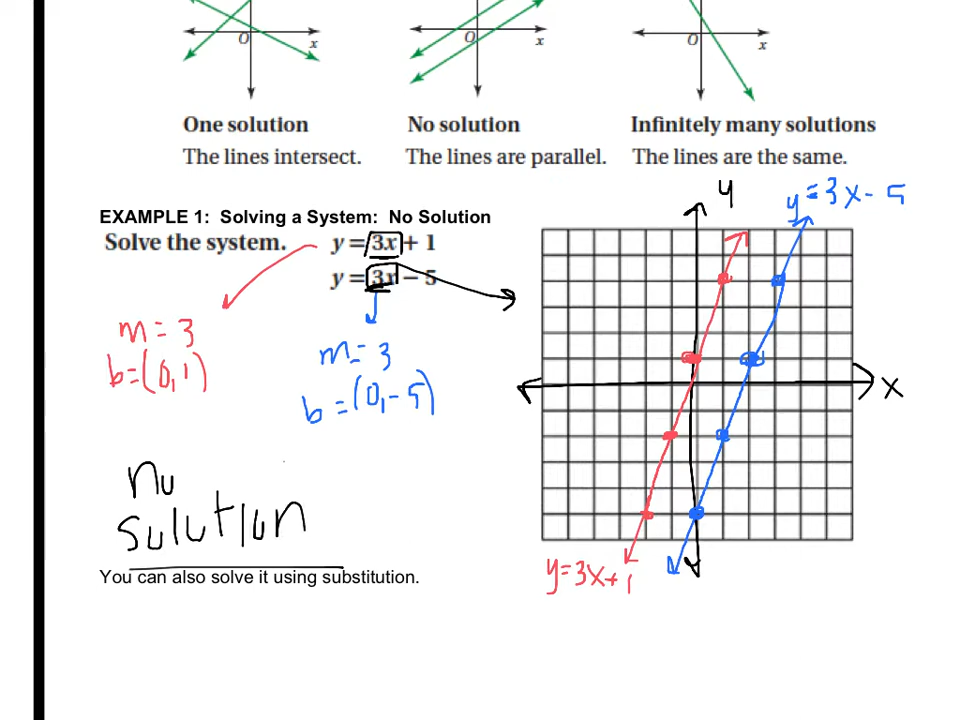 O x O x O x
One solution No solution Infinitely many solutions
The lines intersect. The lines are parallel. The lines are the same.
y
y=3x-5
EXAMPLE 1: Solving a System: No Solution
Solve the system. y = 3x + 1
y = 3x - 5
m = 3
b=(0,1)
m= 3
b =(0,-5)
x
no
solution
You can also solve it using substitution.
y=3x+1